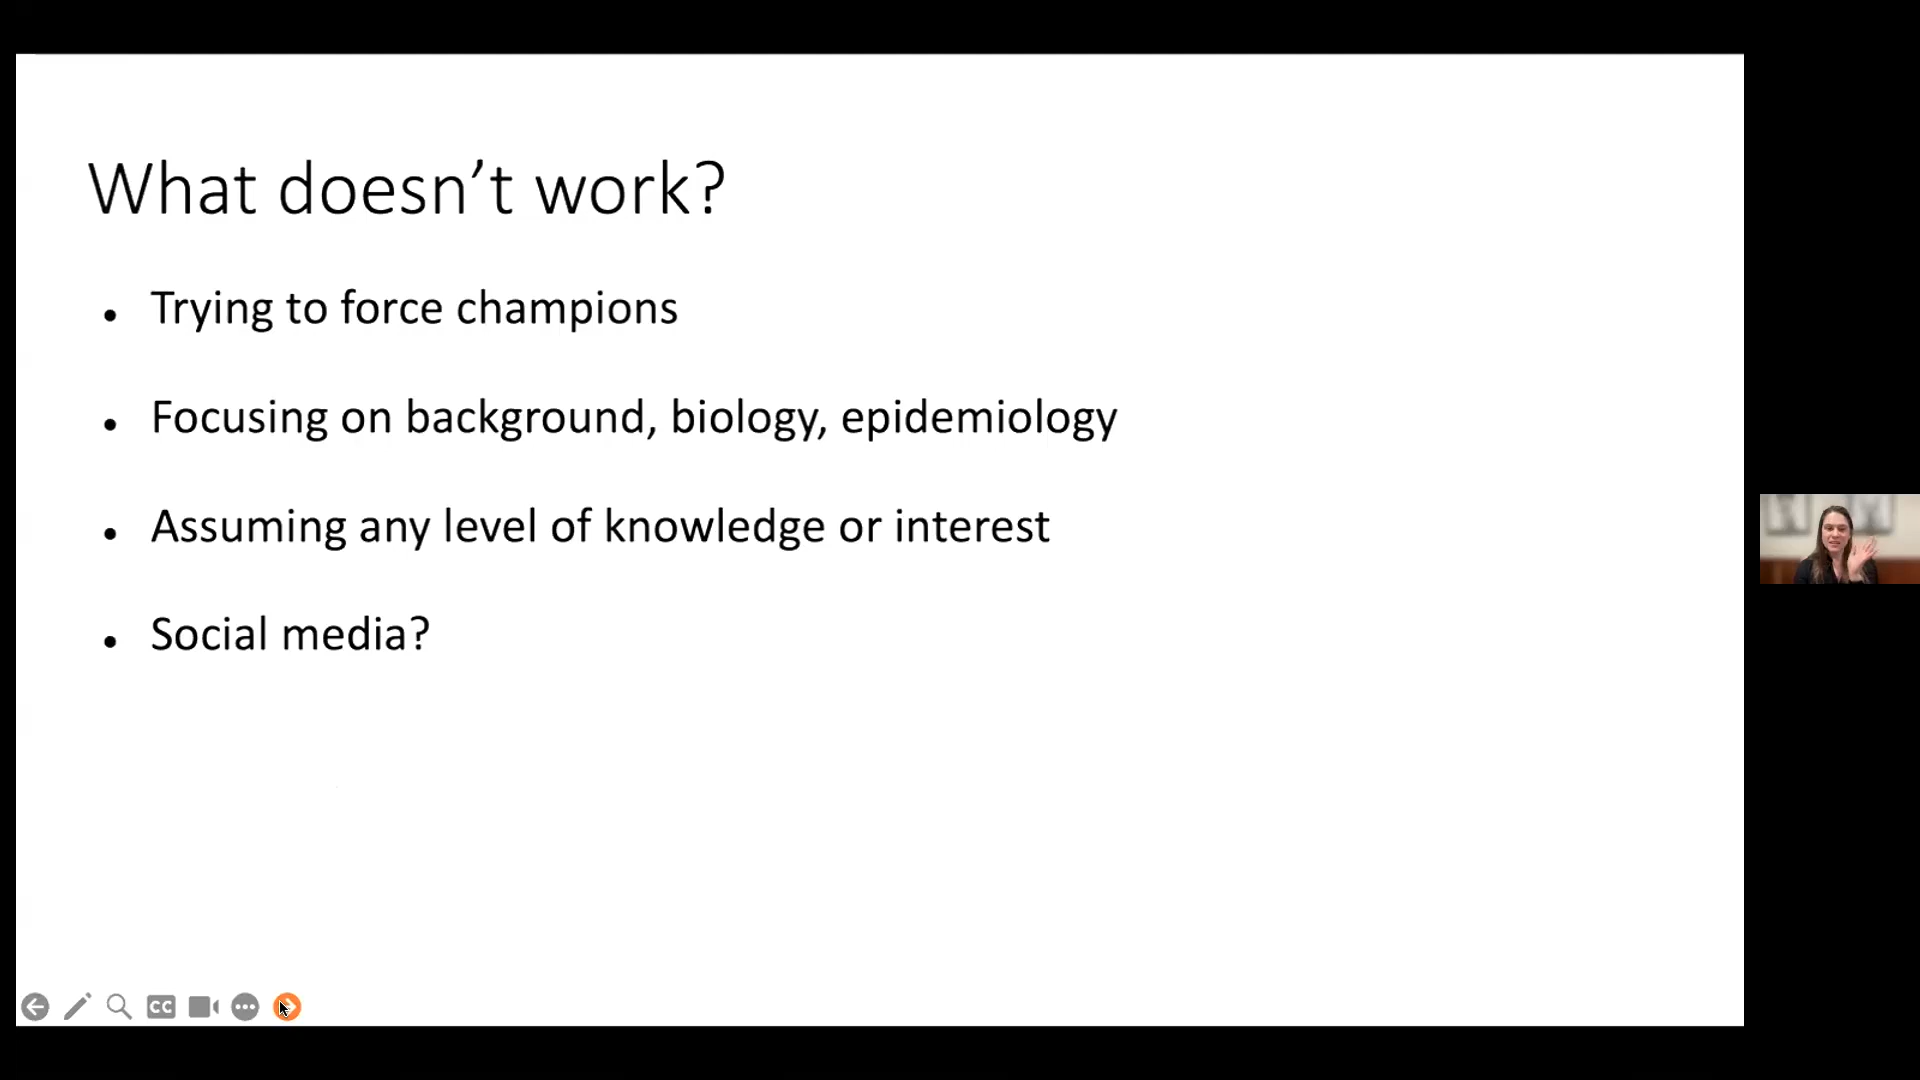 What doesn’t work?
• Trying to force champions
• Focusing on background, biology, epidemiology
• Assuming any level of knowledge or interest
• Social media?
CC